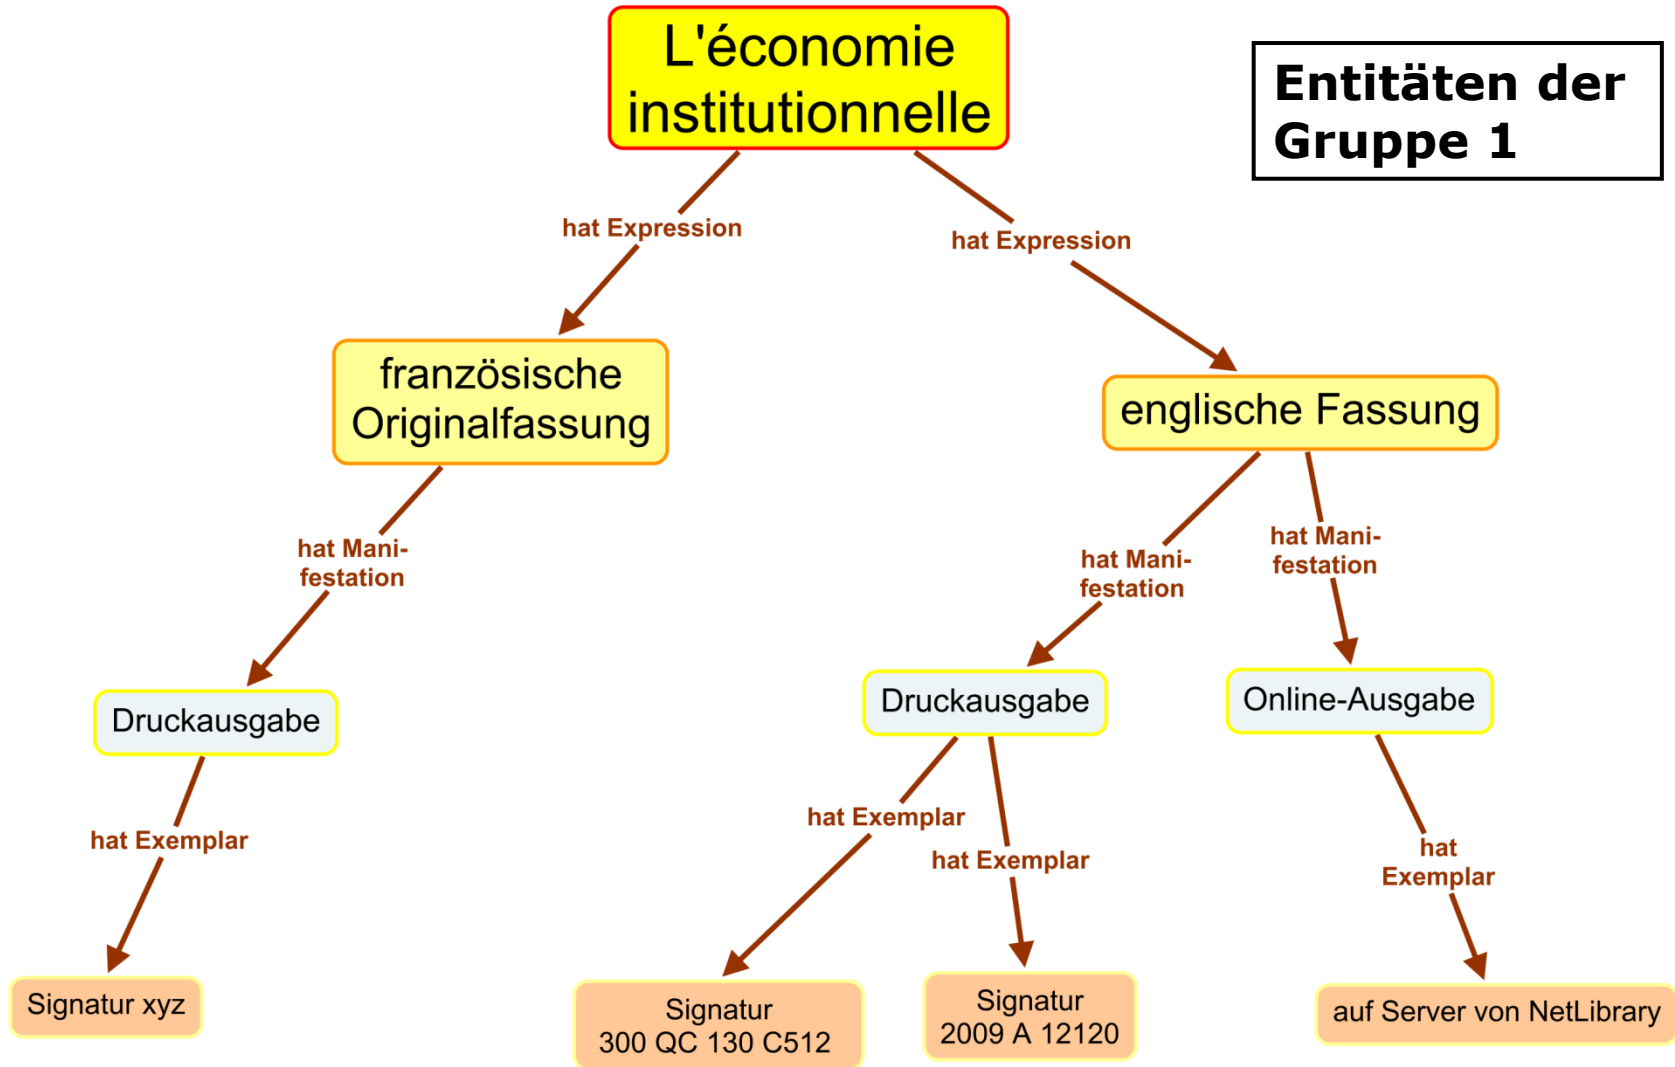 L'économie
institutionnelle
Entitäten der
Gruppe 1
hat Expression
hat Expression
französische
Originalfassung
englische Fassung
hat Mani-
festation
hat Mani-
festation
hat Mani-
festation
Druckausgabe
Druckausgabe
Online-Ausgabe
hat Exemplar
hat Exemplar
hat Exemplar
hat
Exemplar
Signatur xyz
Signatur
300 QC 130 C512
Signatur
2009 A 12120
auf Server von NetLibrary